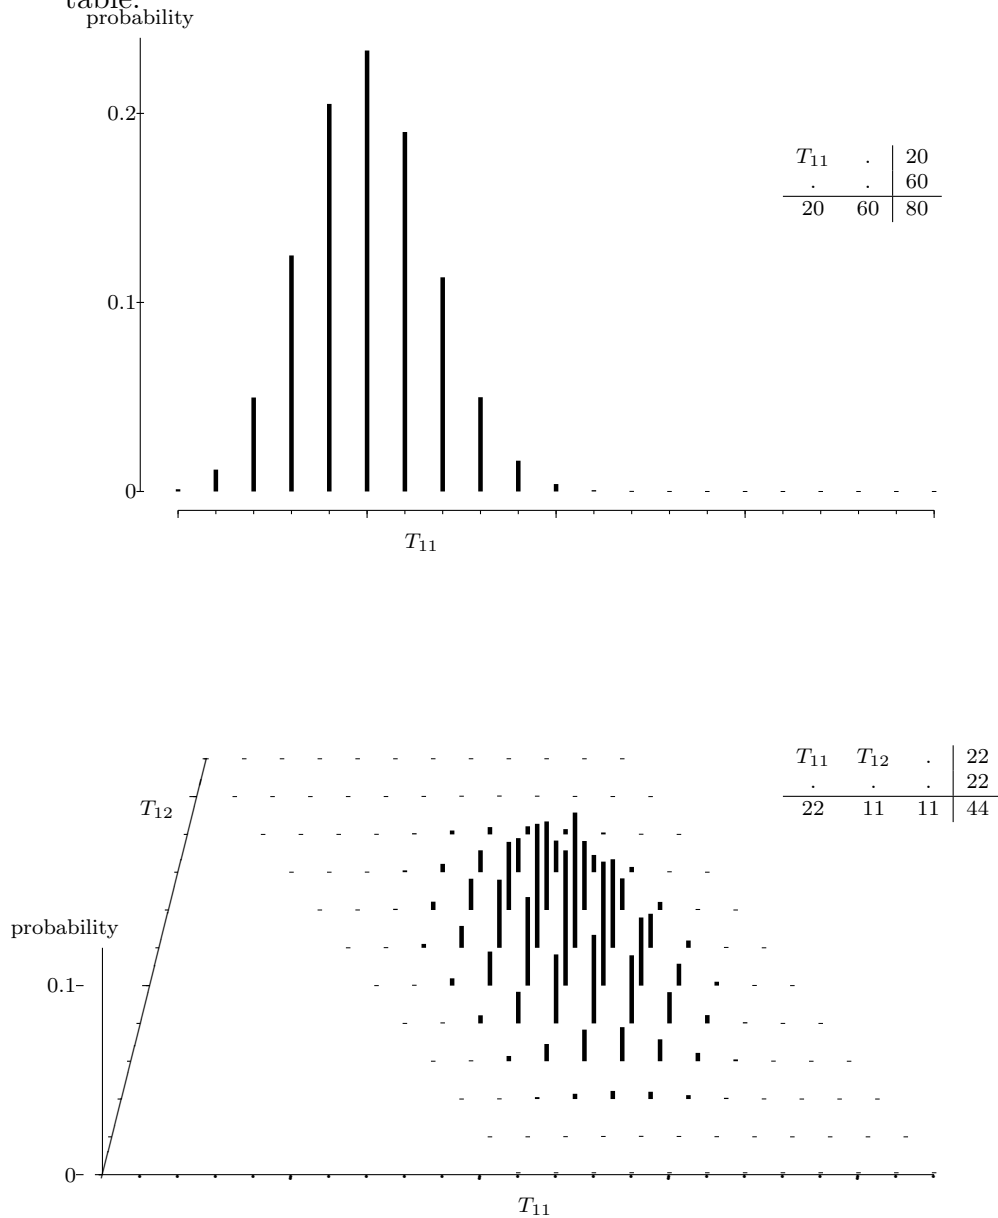 table.
probability
0.2
T₁₁ . 20
. . 60
20 60 80
0.1
0
T₁₁
T₁₁ T₁₂ . 22
. . . 22
22 11 11 44
T₁₂
probability
0.1
0
T₁₁